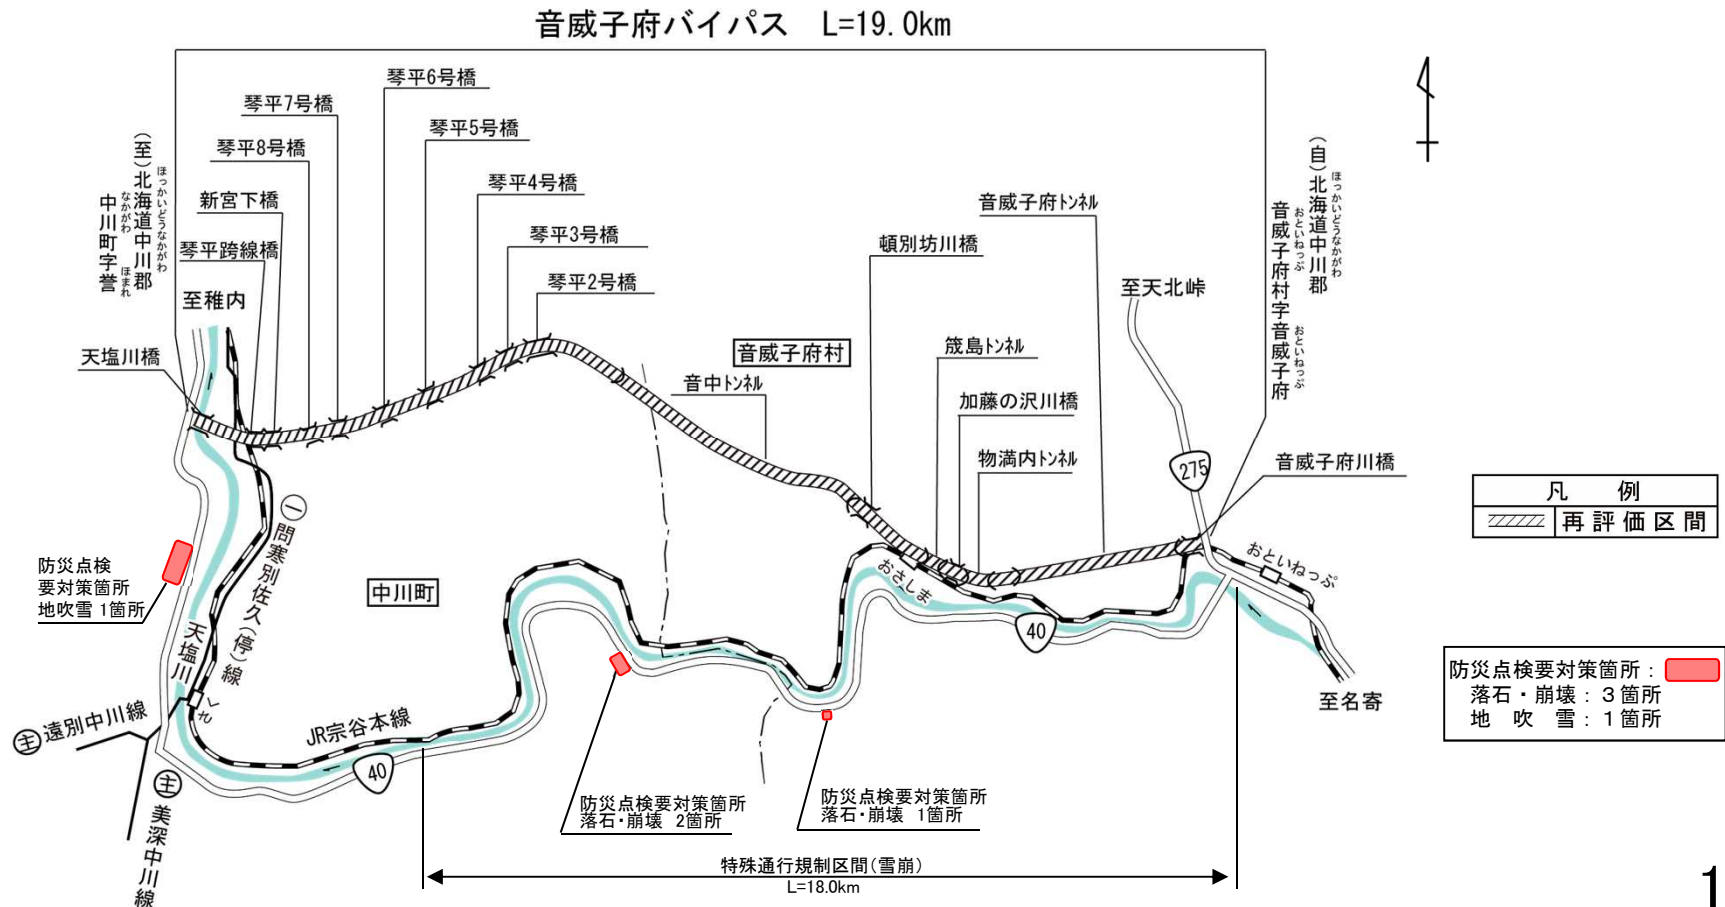 音威子府バイパス　L=19.0km
琴平6号橋
琴平7号橋
琴平5号橋
琴平8号橋
琴平4号橋
新宮下橋
琴平3号橋
琴平跨線橋
琴平2号橋
至稚内
天塩川橋
(至)北海道中川郡
ほっかいどうなかがわ
中川町字誉
なかがわ　ほまれ
音威子府トンネル
頓別坊川橋
至天北峠
(自)北海道中川郡
ほっかいどうなかがわ
音威子府村字音威子府
おといねっぷ　おといねっぷ
音威子府村
筬島トンネル
音中トンネル
加藤の沢川橋
物満内トンネル
音威子府川橋
275
凡　例
再評価区間
防災点検
要対策箇所
地吹雪 1箇所
㊀問寒別佐久(停)線
中川町
おさしま
おといねっぷ
40
天塩川
さく
至名寄
防災点検要対策箇所：
落石・崩壊：3箇所
地　吹　雪：1箇所
㊤遠別中川線
JR宗谷本線
40
主
美深中川線
防災点検要対策箇所
落石・崩壊 2箇所
防災点検要対策箇所
落石・崩壊 1箇所
特殊通行規制区間(雪崩)
L=18.0km
1